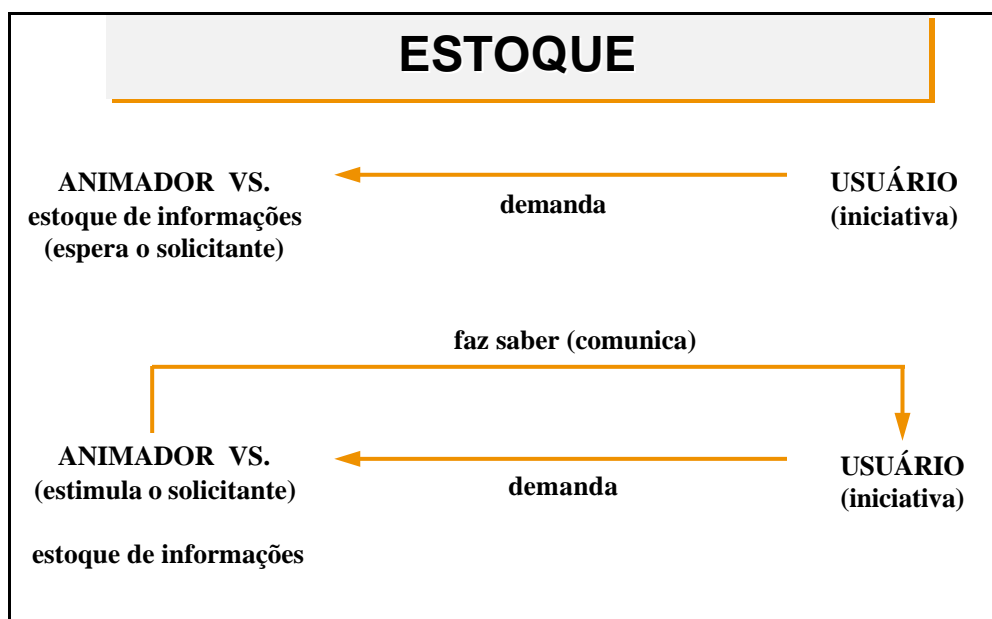 ESTOQUE
ANIMADOR VS.
estoque de informações
(espera o solicitante)
demanda
USUÁRIO
(iniciativa)
faz saber (comunica)
ANIMADOR VS.
(estimula o solicitante)
estoque de informações
demanda
USUÁRIO
(iniciativa)